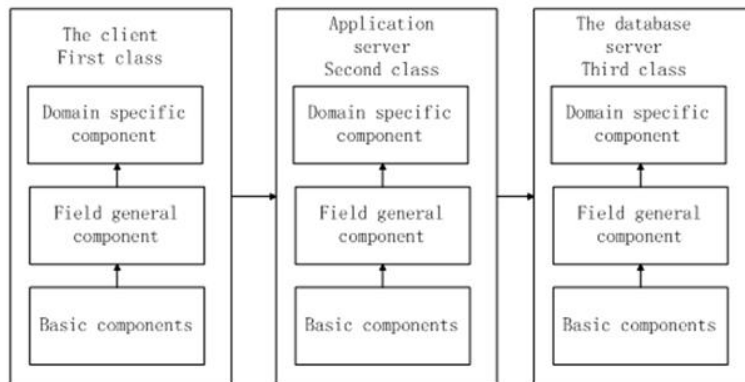 The client
First class
Domain specific
component
Field general
component
Basic components
Application
server
Second class
Domain specific
component
Field general
component
Basic components
The database
server
Third class
Domain specific
component
Field general
component
Basic components